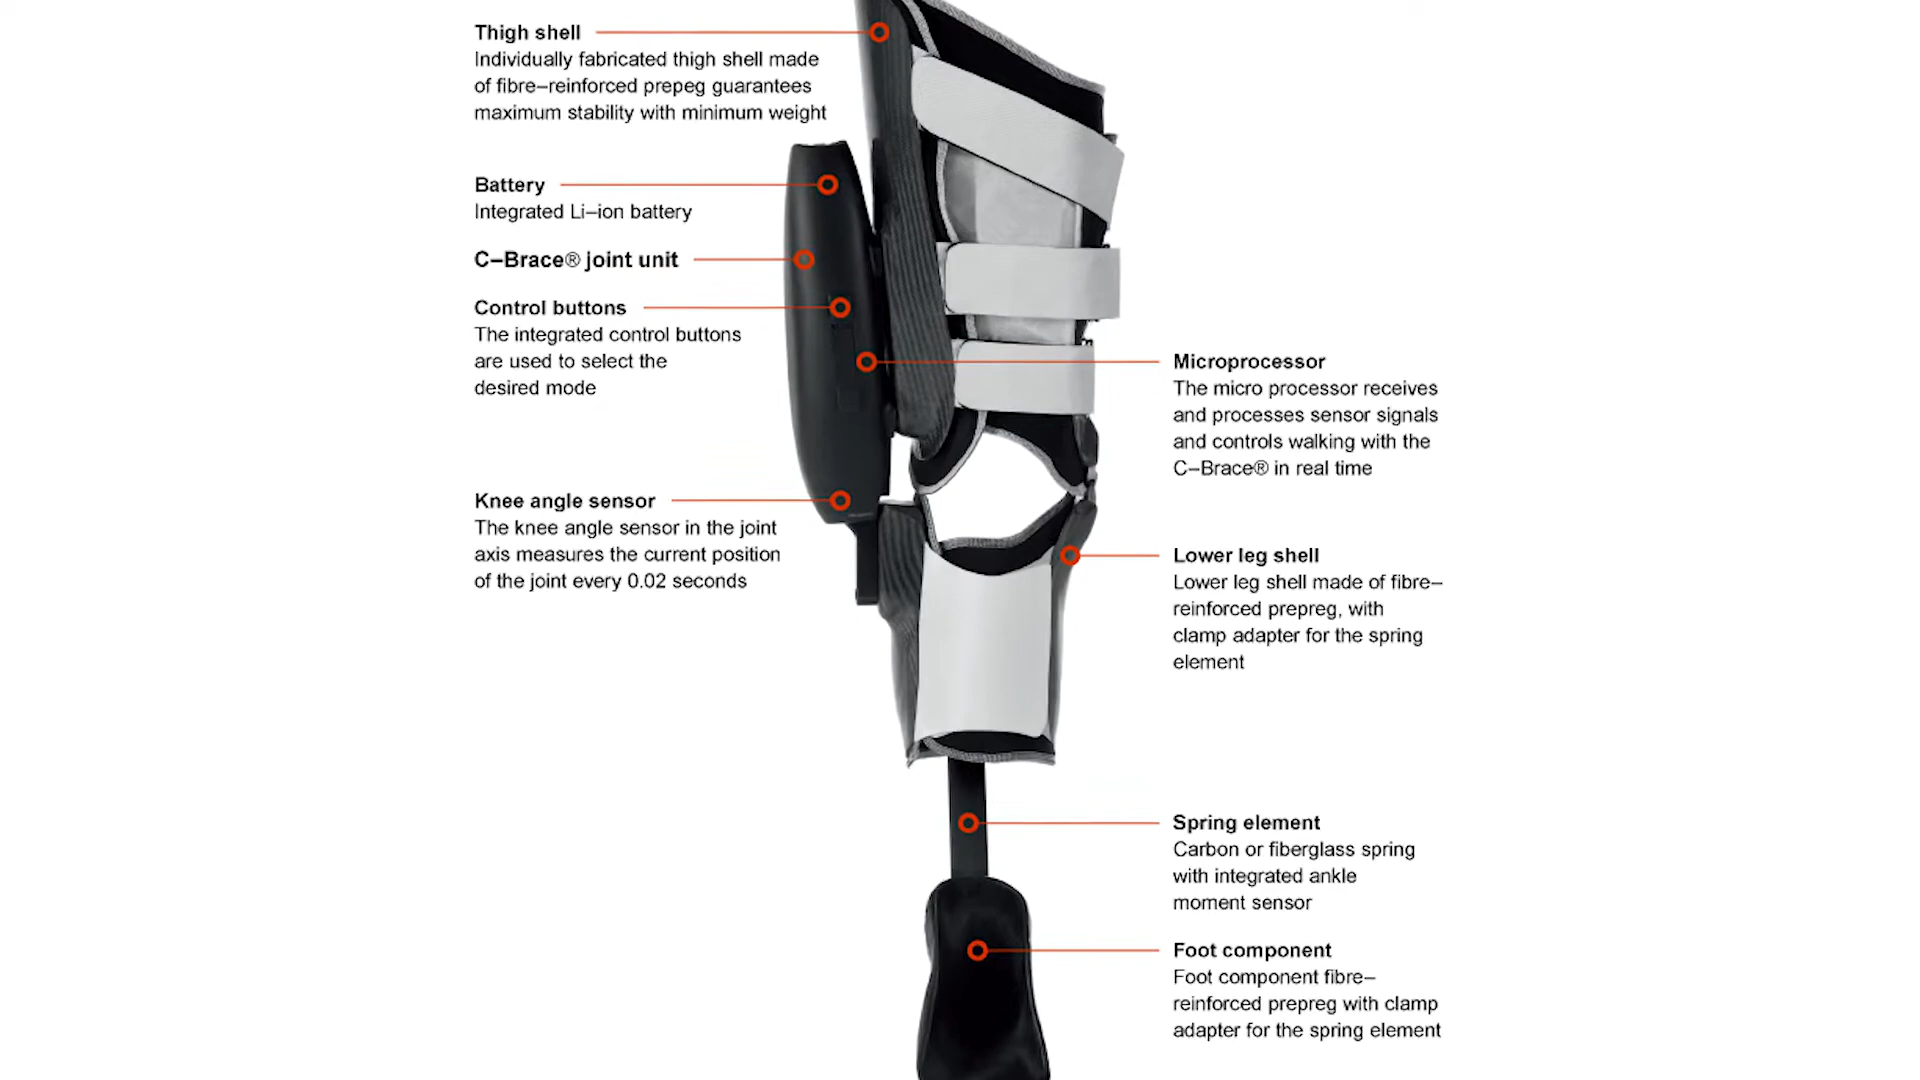 Thigh shell
Individually fabricated thigh shell made
of fibre–reinforced prepeg guarantees
maximum stability with minimum weight
Battery
Integrated Li–ion battery
C–Brace® joint unit
Control buttons
The integrated control buttons
are used to select the
desired mode
Knee angle sensor
The knee angle sensor in the joint
axis measures the current position
of the joint every 0.02 seconds
Microprocessor
The micro processor receives
and processes sensor signals
and controls walking with the
C–Brace® in real time
Lower leg shell
Lower leg shell made of fibre–
reinforced prepreg, with
clamp adapter for the spring
element
Spring element
Carbon or fiberglass spring
with integrated ankle
moment sensor
Foot component
Foot component fibre–
reinforced prepreg with clamp
adapter for the spring element